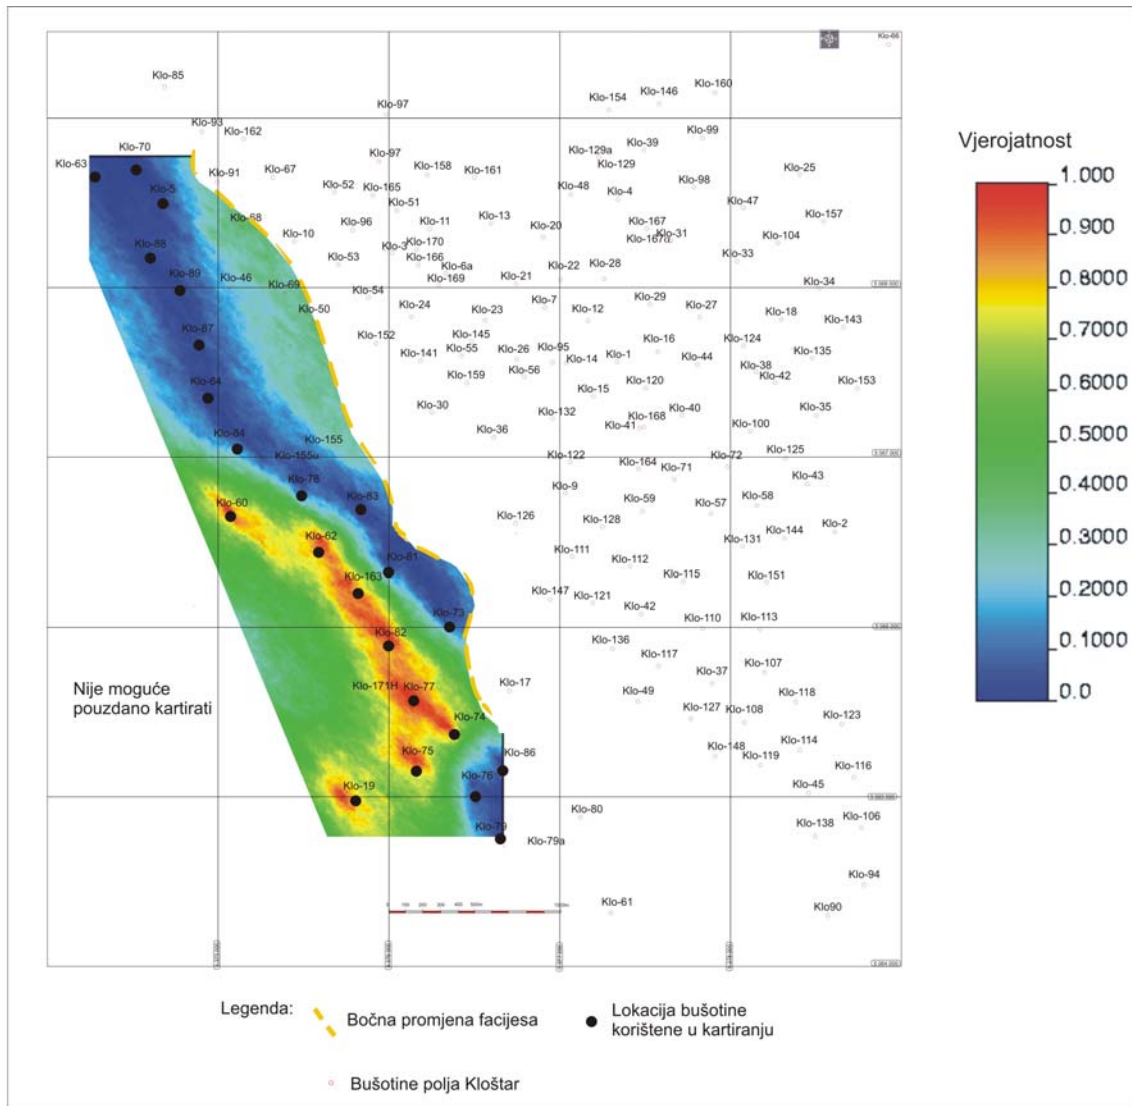 Klo-66
Klo-85
Klo-160
Klo-146
Klo-154
Klo-97
Klo-93
Klo-162
Klo-99
Klo-39
Klo-70
Klo-129a
Klo-97
Klo-129
Klo-63
Klo-158
Klo-161
Klo-25
Klo-91
Klo-67
Klo-5
Klo-52
Klo-165
Klo-48
Klo-4
Klo-98
Klo-51
Klo-47
Klo-68
Klo-96
Klo-11
Klo-13
Klo-20
Klo-167
Klo-157
Klo-10
Klo-3
Klo-170
Klo-167α
Klo-31
Klo-104
Klo-88
Klo-53
Klo-166
Klo-6a
Klo-22
Klo-28
Klo-33
Klo-89
Klo-46
Klo-69
Klo-169
Klo-21
Klo-34
Klo-54
Klo-50
Klo-24
Klo-23
Klo-7
Klo-12
Klo-29
Klo-27
Klo-18
Klo-143
Klo-87
Klo-152
Klo-145
Klo-141
Klo-55
Klo-26
Klo-95
Klo-14
Klo-1
Klo-16
Klo-44
Klo-124
Klo-135
Klo-38
Klo-64
Klo-159
Klo-56
Klo-15
Klo-120
Klo-42
Klo-153
Klo-30
Klo-132
Klo-168
Klo-40
Klo-35
Klo-84
Klo-155
Klo-36
Klo-41
Klo-100
Klo-155α
Klo-122
Klo-164
Klo-71
Klo-72
Klo-125
Klo-78
Klo-9
Klo-43
Klo-60
Klo-83
Klo-126
Klo-128
Klo-59
Klo-57
Klo-58
Klo-2
Klo-62
Klo-144
Klo-81
Klo-111
Klo-112
Klo-131
Klo-163
Klo-115
Klo-151
Klo-147
Klo-121
Klo-42
Klo-73
Klo-110
Klo-113
Klo-82
Klo-136
Klo-117
Klo-107
Klo-171H
Klo-77
Klo-17
Klo-37
Klo-49
Klo-118
Klo-74
Klo-127
Klo-108
Klo-123
Klo-75
Klo-76
Klo-86
Klo-148
Klo-119
Klo-114
Klo-116
Klo-19
Klo-45
Klo-79
Klo-79a
Klo-80
Klo-138
Klo-106
Klo-94
Klo-61
Klo90
Nije moguće
pouzdano kartirati
Vjerojatnost
1.000
0.900
0.8000
0.7000
0.6000
0.5000
0.4000
0.3000
0.2000
0.1000
0.0
Legenda:
Bočna promjena facijesa
Lokacija bušotine
korištene u kartiranju
Bušotine polja Kloštar